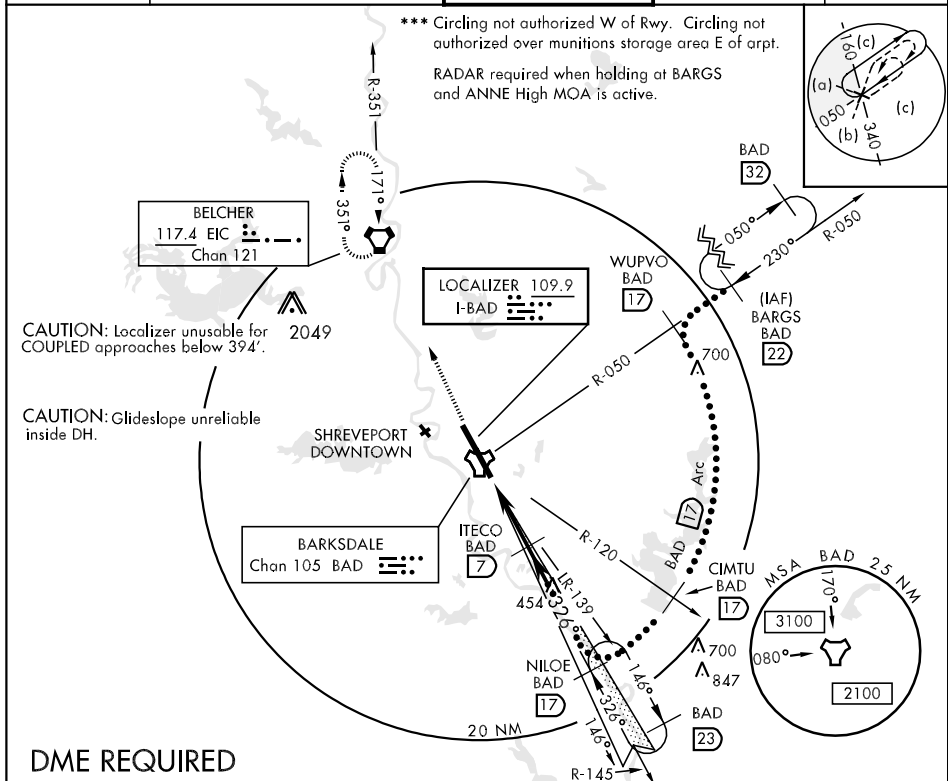 *** Circling not authorized W of Rwy. Circling not
authorized over munitions storage area E of arpt.
RADAR required when holding at BARGS
and ANNE High MOA is active.
160
(c)
(a)
050
(b)
(c)
340
R-351
171°
351°
BELCHER
117.4 EIC
Chan 121
2049
CAUTION: Localizer unusable for
COUPLED approaches below 394'.
CAUTION: Glideslope unreliable
inside DH.
LOCALIZER 109.9
I-BAD
BAD
32
050°
230°
R-050
WUPVO
BAD
17
(IAF)
BARGS
BAD
22
R-050
700
SHREVEPORT
DOWNTOWN
BARKSDALE
Chan 105 BAD
ITECO
BAD
7
R-120
BAD 17 Arc
CIMTU
BAD
17
LR-139
454
326°
700
847
NILOE
BAD
17
146°
326°
146°
BAD
23
R-145
20 NM
MSA BAD 25 NM
170°
3100
080°
2100
DME REQUIRED